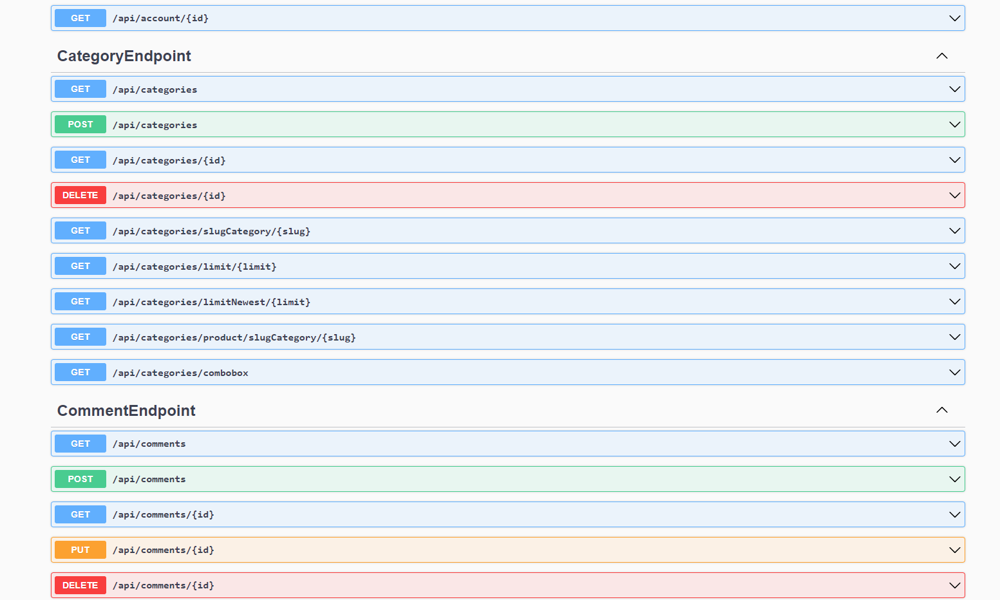 GET /api/account/{id}
CategoryEndpoint
GET /api/categories
POST /api/categories
GET /api/categories/{id}
DELETE /api/categories/{id}
GET /api/categories/slugCategory/{slug}
GET /api/categories/limit/{limit}
GET /api/categories/limitNewest/{limit}
GET /api/categories/product/slugCategory/{slug}
GET /api/categories/combobox
CommentEndpoint
GET /api/comments
POST /api/comments
GET /api/comments/{id}
PUT /api/comments/{id}
DELETE /api/comments/{id}